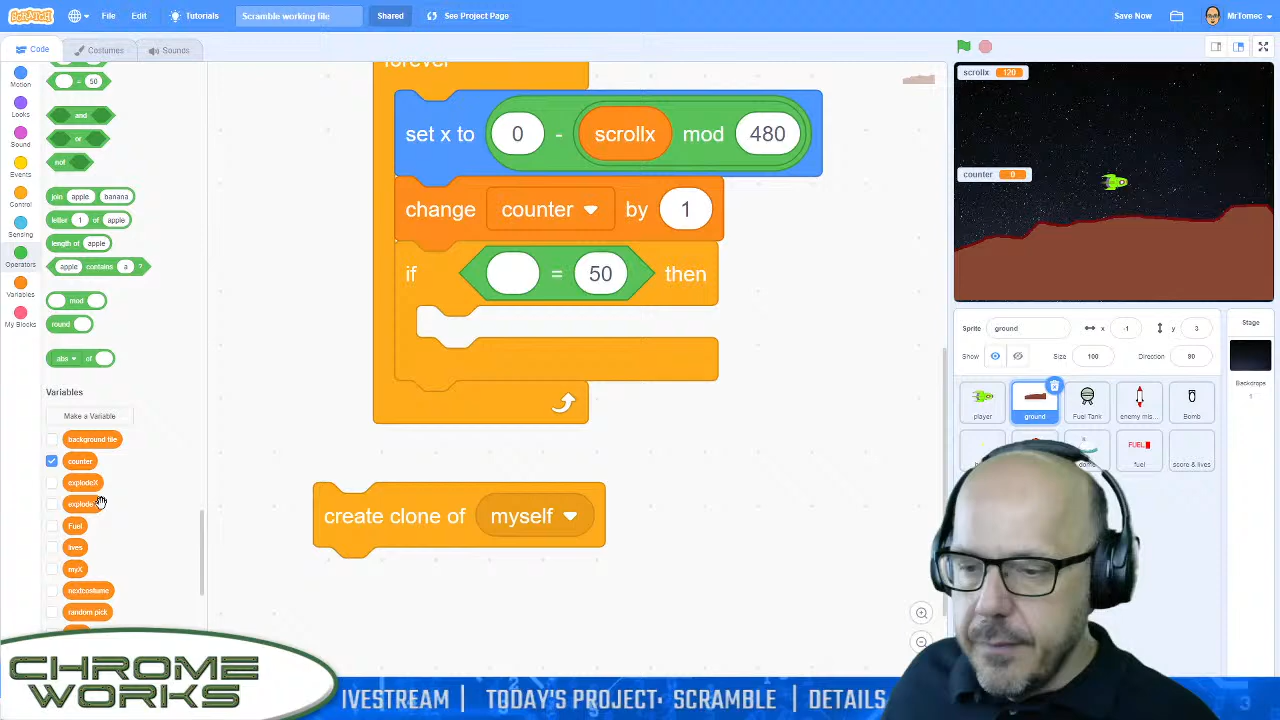 SCRATCH
File
Edit
Tutorials
Scramble working file
Shared
See Project Page
Save Now
MrTomec
Code
Costumes
Sounds
Motion
Looks
Sound
Events
Control
Sensing
Operators
Variables
My Blocks
= 50
and
or
not
join apple banana
letter 1 of apple
length of apple
apple contains a ?
mod
round
abs of
Variables
Make a Variable
background tile
counter
explodeX
explode
Fuel
lives
myX
nextcostume
random pick
forever
set x to 0 - scrollx mod 480
change counter by 1
if = 50 then
create clone of myself
scrollx 120
counter 0
Sprite ground x -1 y 3
Show Size 100 Direction 90
player
ground
Fuel Tank
enemy mis...
Bomb
dome
FUEL
fuel
score & lives
Stage
Backdrops
1
CHROME
WORKS
IVESTREAM | TODAY'S PROJECT: SCRAMBLE | DETAILS